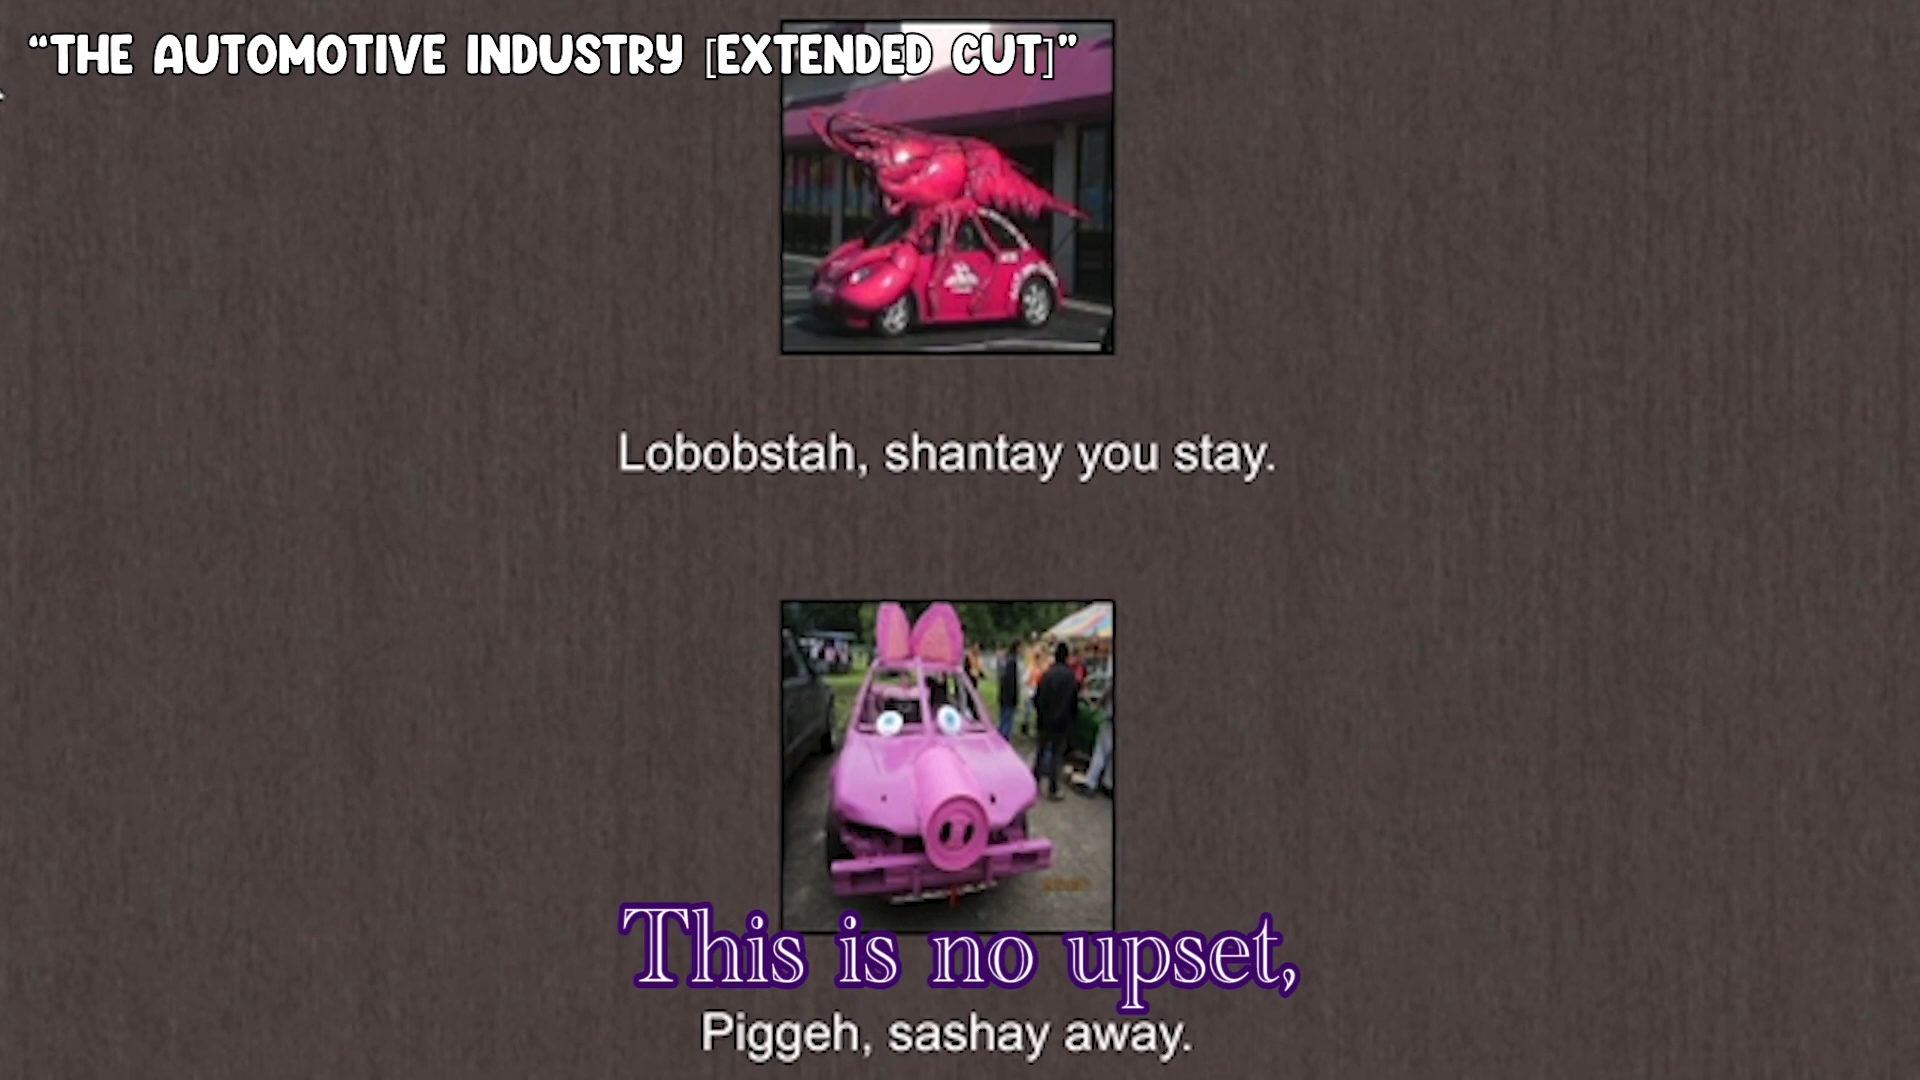 “THE AUTOMOTIVE INDUSTRY [EXTENDED CUT]”
Lobobstah, shantay you stay.
This is no upset,
Piggeh, sashay away.